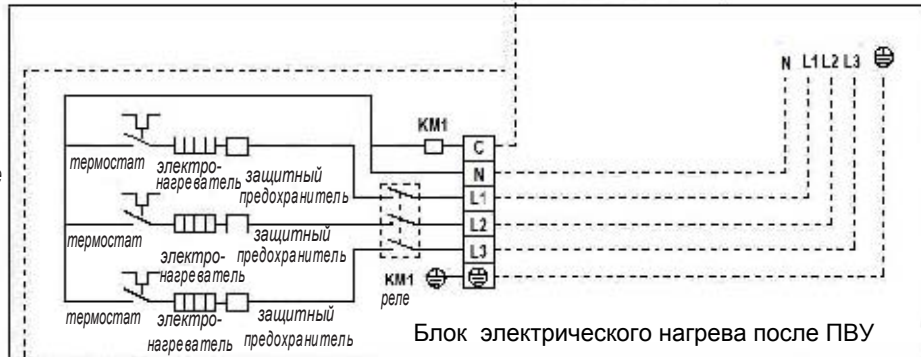 N L1 L2 L3
KM1
C
термостат
электро-
нагреватель
защитный
предохранитель
N
L1
термостат
электро-
нагреватель
защитный
предохранитель
L2
L3
термостат
электро-
нагреватель
защитный
предохранитель
KM1
реле
Блок электрического нагрева после ПВУ